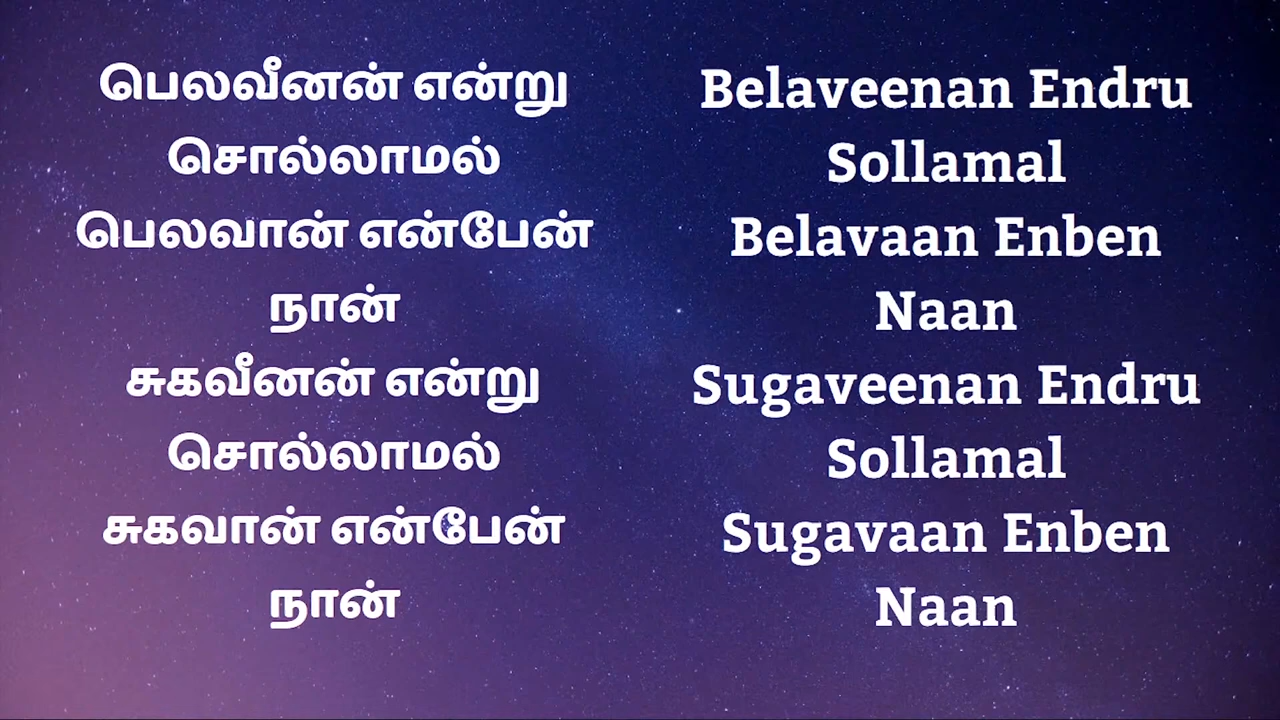 பெலவீனன் என்று
சொல்லாமல்
பெலவான் என்பேன்
நான்
சுகவீனன் என்று
சொல்லாமல்
சுகவான் என்பேன்
நான்
Belaveenan Endru
Sollamal
Belavaan Enben
Naan
Sugaveenan Endru
Sollamal
Sugavaan Enben
Naan